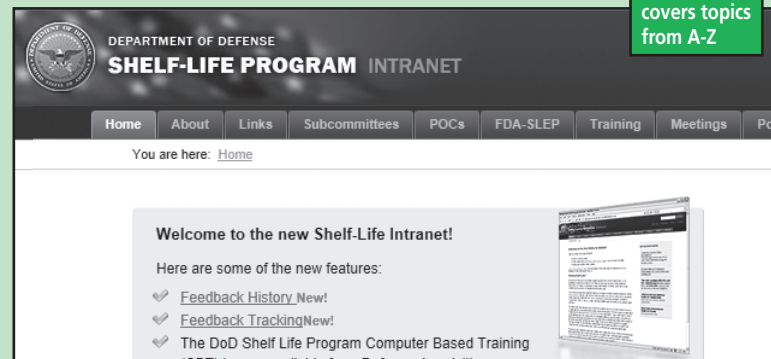 covers topics
from A-Z
DEPARTMENT OF DEFENSE
SHELF-LIFE PROGRAM INTRANET
Home About Links Subcommittees POCs FDA-SLEP Training Meetings
You are here: Home
Welcome to the new Shelf-Life Intranet!
Here are some of the new features:
Feedback History New!
Feedback TrackingNew!
The DoD Shelf Life Program Computer Based Training